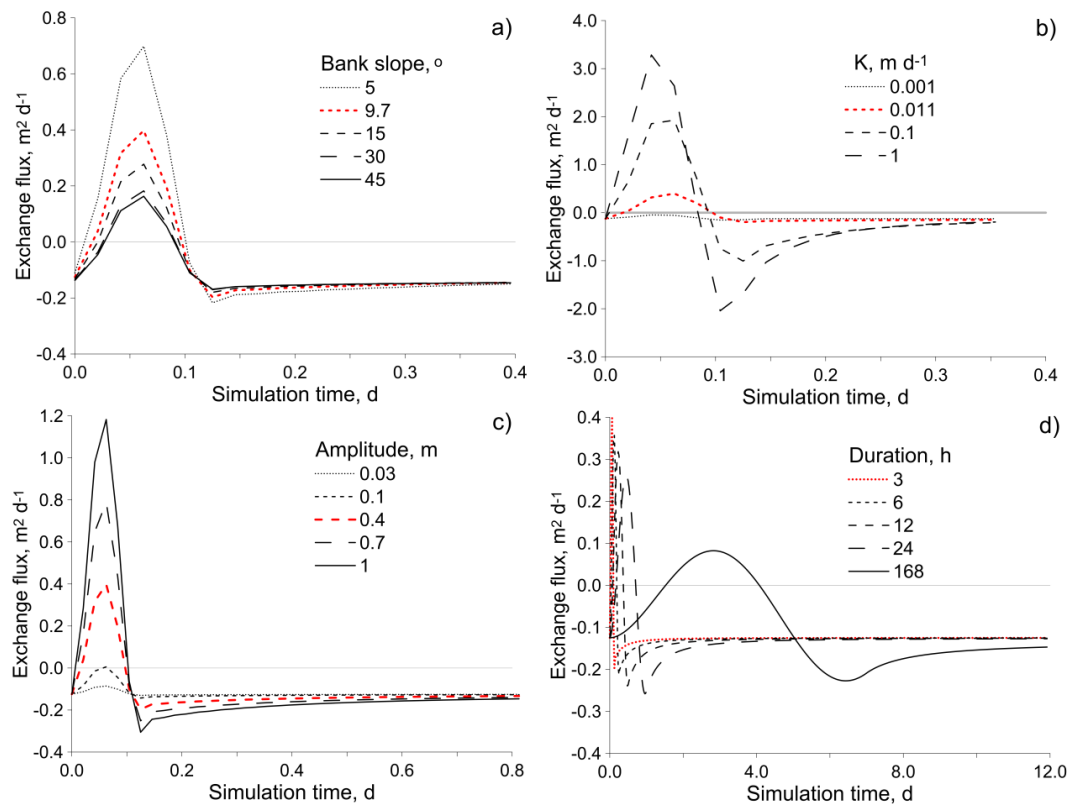 a)
Exchange flux, m2 d-1
0.8
0.6
0.4
0.2
0.0
-0.2
-0.4
Bank slope, o
5
9.7
15
30
45
0.0 0.1 0.2 0.3 0.4
Simulation time, d
b)
Exchange flux, m2 d-1
4.0
3.0
2.0
1.0
0.0
-1.0
-2.0
-3.0
K, m d-1
0.001
0.011
0.1
1
0.0 0.1 0.2 0.3 0.4
Simulation time, d
c)
Exchange flux, m2 d-1
1.2
1.0
0.8
0.6
0.4
0.2
0.0
-0.2
-0.4
Amplitude, m
0.03
0.1
0.4
0.7
1
0.0 0.2 0.4 0.6 0.8
Simulation time, d
d)
Exchange flux, m2 d-1
0.4
0.3
0.2
0.1
0.0
-0.1
-0.2
-0.3
-0.4
Duration, h
3
6
12
24
168
0.0 4.0 8.0 12.0
Simulation time, d